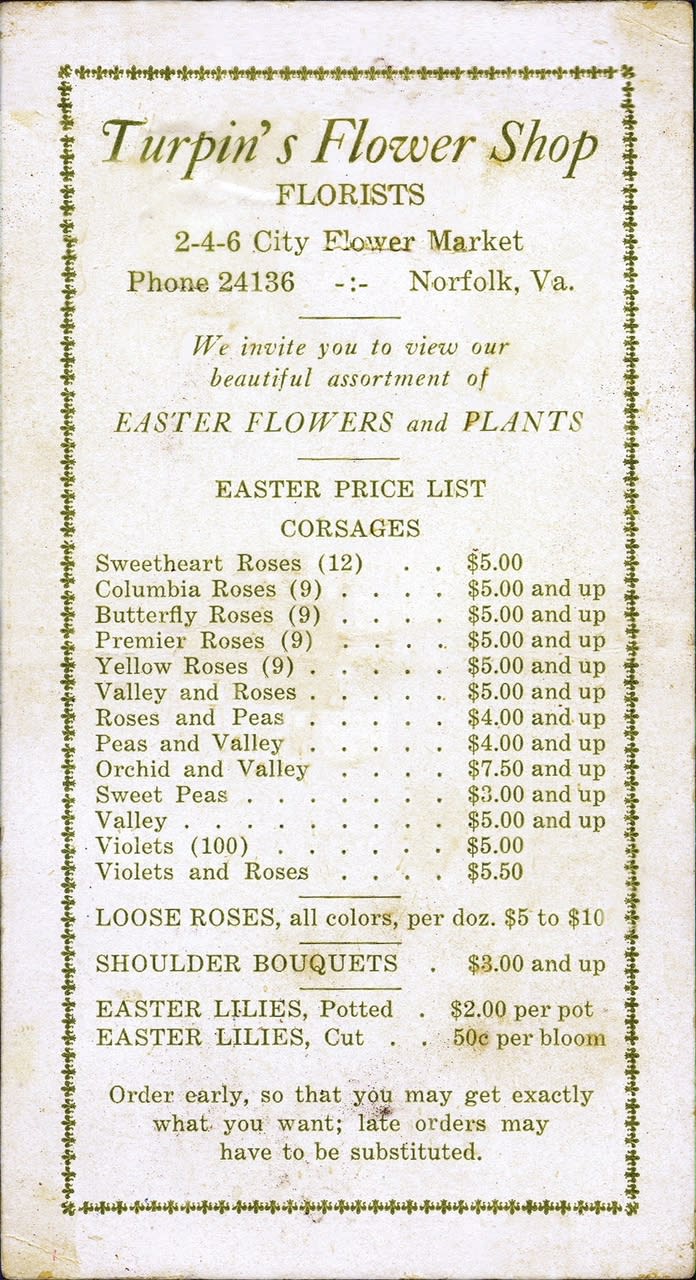 Turpin's Flower Shop
FLORISTS
2-4-6 City Flower Market
Phone 24136 -:- Norfolk, Va.
We invite you to view our
beautiful assortment of
EASTER FLOWERS and PLANTS
EASTER PRICE LIST
CORSAGES
Sweetheart Roses (12) . . $5.00
Columbia Roses (9) . . . . $5.00 and up
Butterfly Roses (9) . . . . $5.00 and up
Premier Roses (9) . . . . $5.00 and up
Yellow Roses (9) . . . . . $5.00 and up
Valley and Roses . . . . . $5.00 and up
Roses and Peas . . . . . $4.00 and up
Peas and Valley . . . . . $4.00 and up
Orchid and Valley . . . . $7.50 and up
Sweet Peas . . . . . . . $3.00 and up
Valley . . . . . . . . . $5.00 and up
Violets (100) . . . . . . $5.00
Violets and Roses . . . . $5.50
LOOSE ROSES, all colors, per doz. $5 to $10
SHOULDER BOUQUETS . $3.00 and up
EASTER LILIES, Potted . $2.00 per pot
EASTER LILIES, Cut . . 50c per bloom
Order early, so that you may get exactly
what you want; late orders may
have to be substituted.